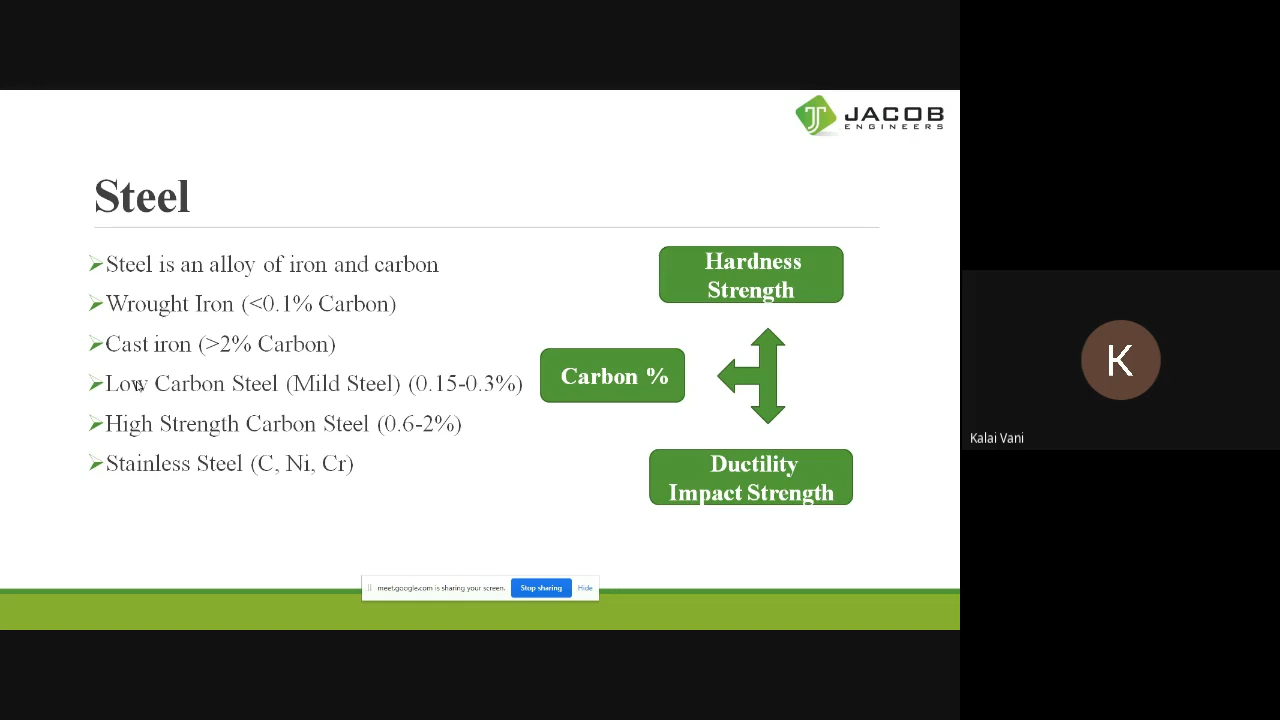 JACOB
ENGINEERS
Steel
Steel is an alloy of iron and carbon
Wrought Iron (<0.1% Carbon)
Cast iron (>2% Carbon)
Low Carbon Steel (Mild Steel) (0.15-0.3%)
High Strength Carbon Steel (0.6-2%)
Stainless Steel (C, Ni, Cr)
Hardness
Strength
Carbon %
Ductility
Impact Strength
meet.google.com is sharing your screen.
Stop sharing
Hide
K
Kalai Vani